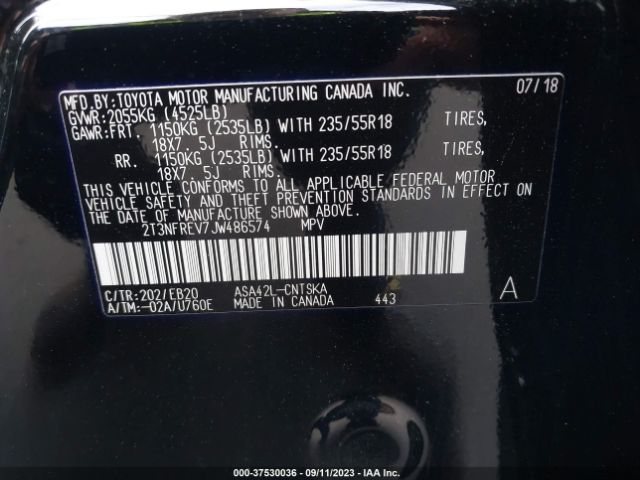 MFD.BY:TOYOTA MOTOR MANUFACTURING CANADA INC. 07/18
GVWR:2055KG (4525LB)
GAWR:FRT. 1150KG (2535LB) WITH 235/55R18 TIRES,
18X7. 5J RIMS.
RR. 1150KG (2535LB) WITH 235/55R18 TIRES,
18X7. 5J RIMS.
THIS VEHICLE CONFORMS TO ALL APPLICABLE FEDERAL MOTOR
VEHICLE SAFETY AND THEFT PREVENTION STANDARDS IN EFFECT ON
THE DATE OF MANUFACTURE SHOWN ABOVE.
2T3NFREV7JW486574 MPV
C/TR:202/EB20 ASA42L-CNTSKA
A/TM:-02A/U760E MADE IN CANADA 443 A
000-37530036 - 09/11/2023 - IAA Inc.